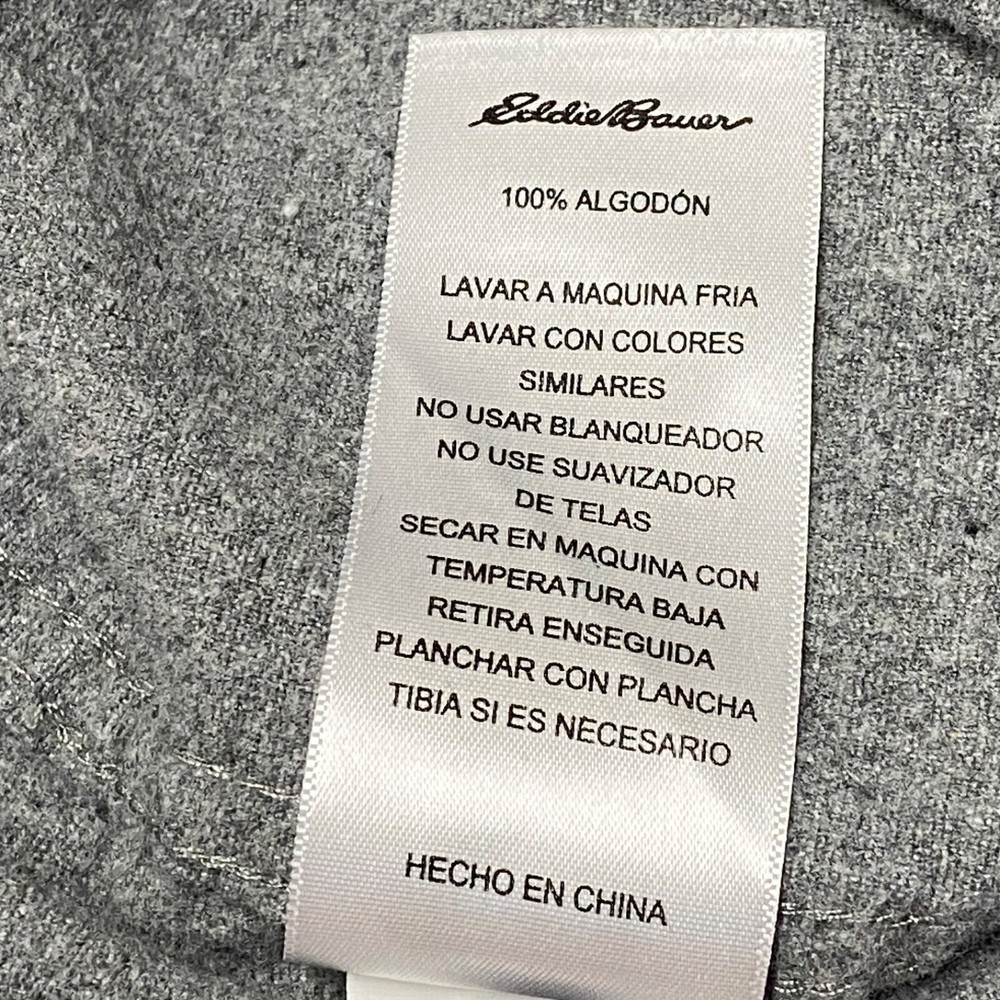 Eddie Bauer
100% ALGODÓN
LAVAR A MAQUINA FRIA
LAVAR CON COLORES
SIMILARES
NO USAR BLANQUEADOR
NO USE SUAVIZADOR
DE TELAS
SECAR EN MAQUINA CON
TEMPERATURA BAJA
RETIRA ENSEGUIDA
PLANCHAR CON PLANCHA
TIBIA SI ES NECESARIO
HECHO EN CHINA